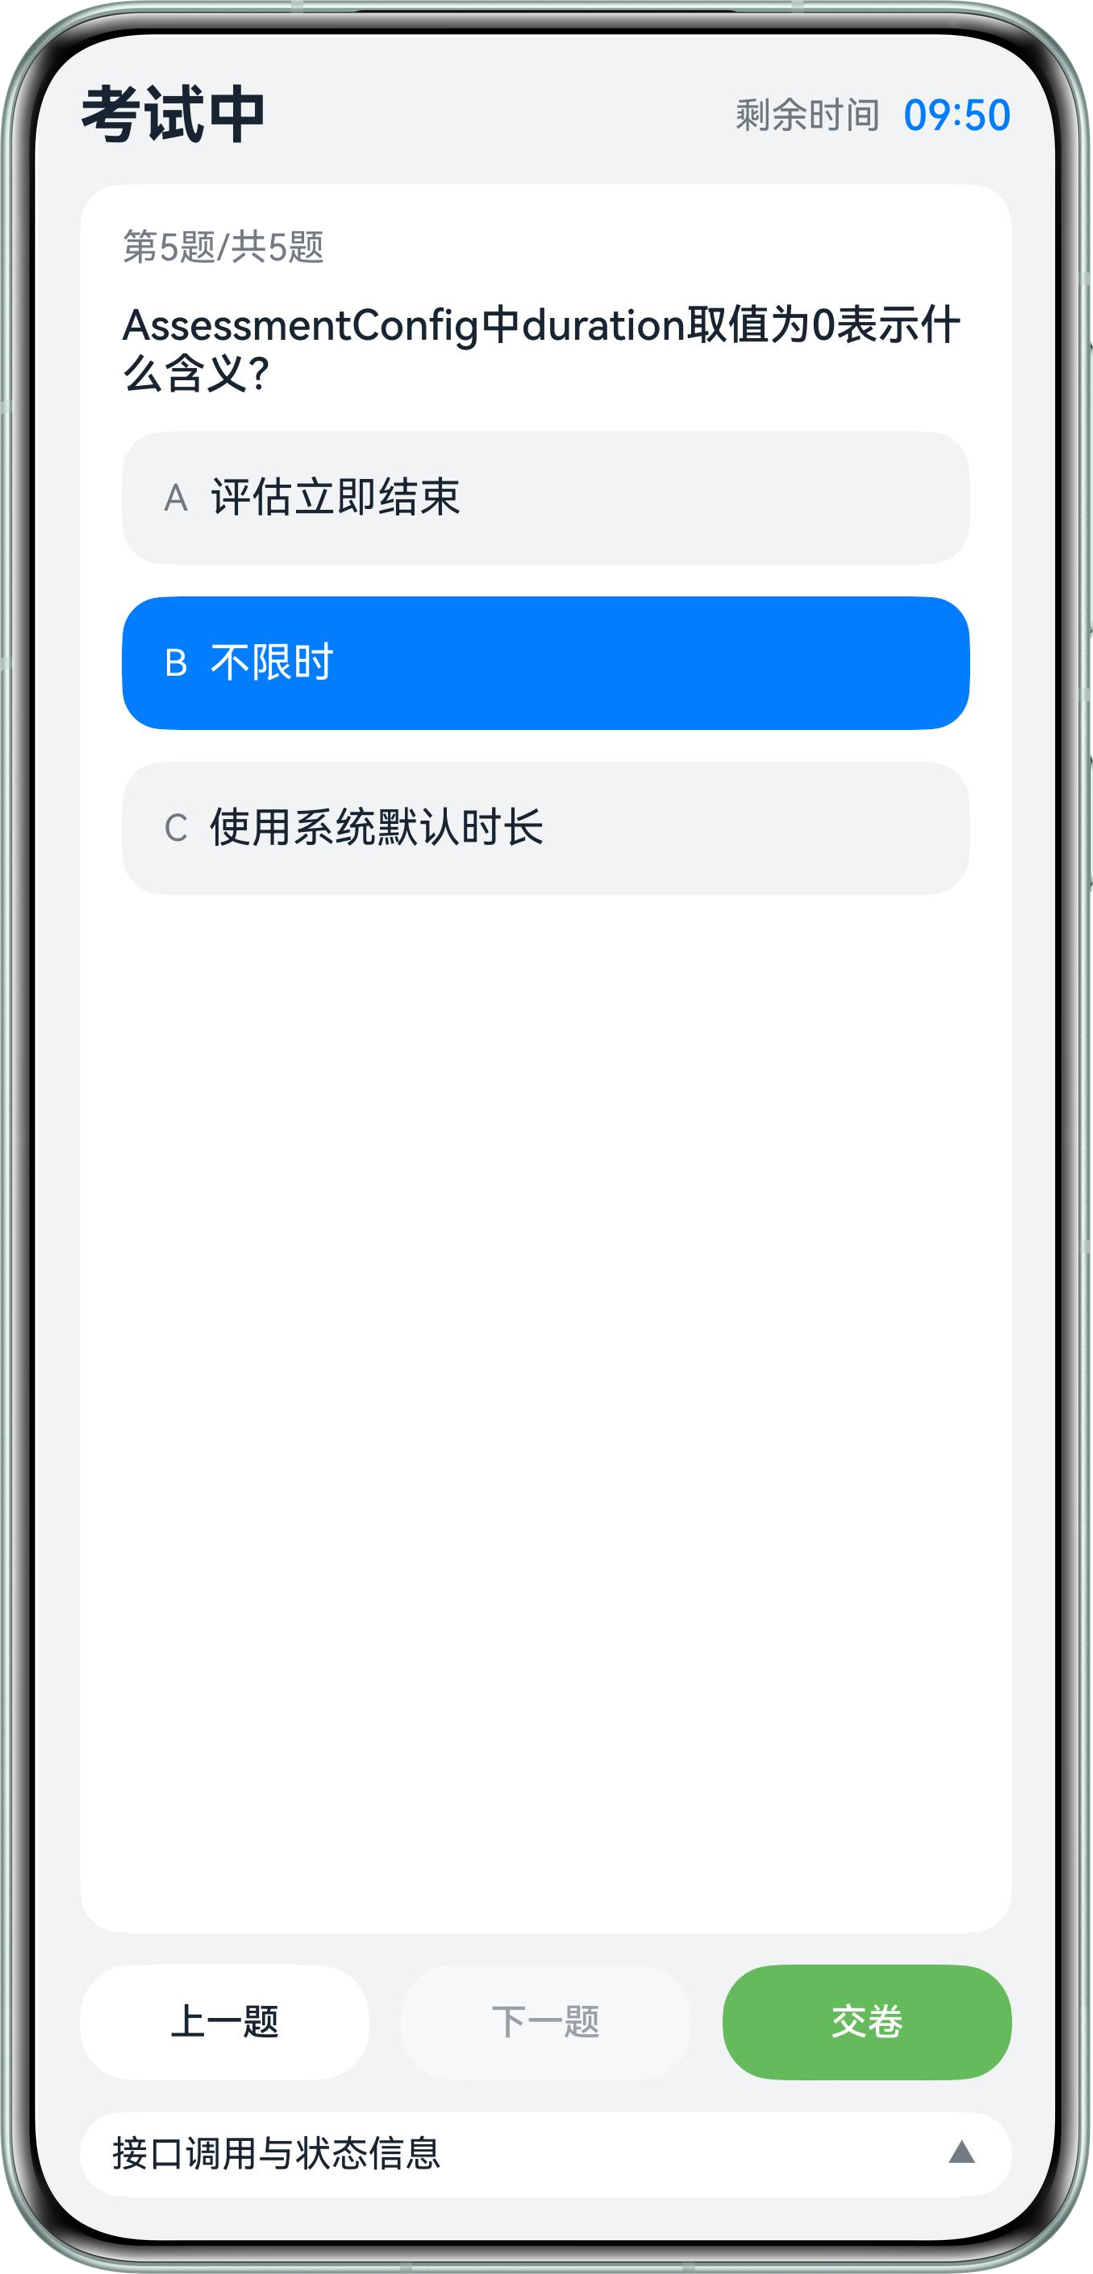 考试中
剩余时间 09:50
第5题/共5题
AssessmentConfig中duration取值为0表示什
么含义？
A 评估立即结束
B 不限时
C 使用系统默认时长
上一题 下一题 交卷
接口调用与状态信息